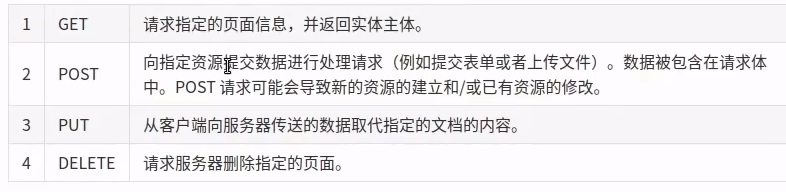 1 GET 请求指定的页面信息，并返回实体主体。
2 POST 向指定资源提交数据进行处理请求（例如提交表单或者上传文件）。数据被包含在请求体
中。POST 请求可能会导致新的资源的建立和/或已有资源的修改。
3 PUT 从客户端向服务器传送的数据取代指定的文档的内容。
4 DELETE 请求服务器删除指定的页面。